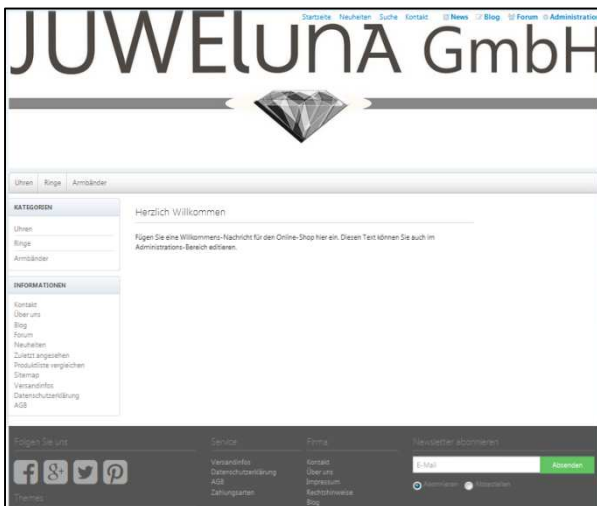 Startseite Neuheiten Suche Kontakt News Blog Forum Administration
JUWElunA GmbH
Uhren Ringe Armbänder
KATEGORIEN
Uhren
Ringe
Armbänder
Herzlich Willkommen
Fügen Sie eine Willkommens-Nachricht für den Online-Shop hier ein. Diesen Text können Sie auch im
Administrations-Bereich editieren.
INFORMATIONEN
Kontakt
Über uns
Blog
Forum
Neuheiten
Zuletzt angesehen
Produktliste vergleichen
Sitemap
Versandinfos
Datenschutzerklärung
AGB
Folgen Sie uns
Themes
Service
Versandinfos
Datenschutzerklärung
AGB
Zahlungsarten
Firma
Kontakt
Über uns
Impressum
Rechtshinweise
Blog
Newsletter abonnieren
E-Mail Absenden
Abonnieren Abbestellen